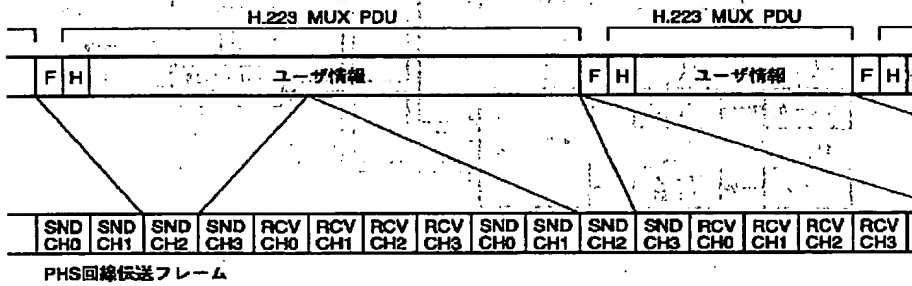 H.223 MUX PDU H.223 MUX PDU
F H ユーザ情報 F H ユーザ情報 F H
SND CH0 SND CH1 SND CH2 SND CH3 RCV CH0 RCV CH1 RCV CH2 RCV CH3 SND CH0 SND CH1 SND CH2 SND CH3 RCV CH0 RCV CH1 RCV CH2 RCV CH3
PHS回線伝送フレーム